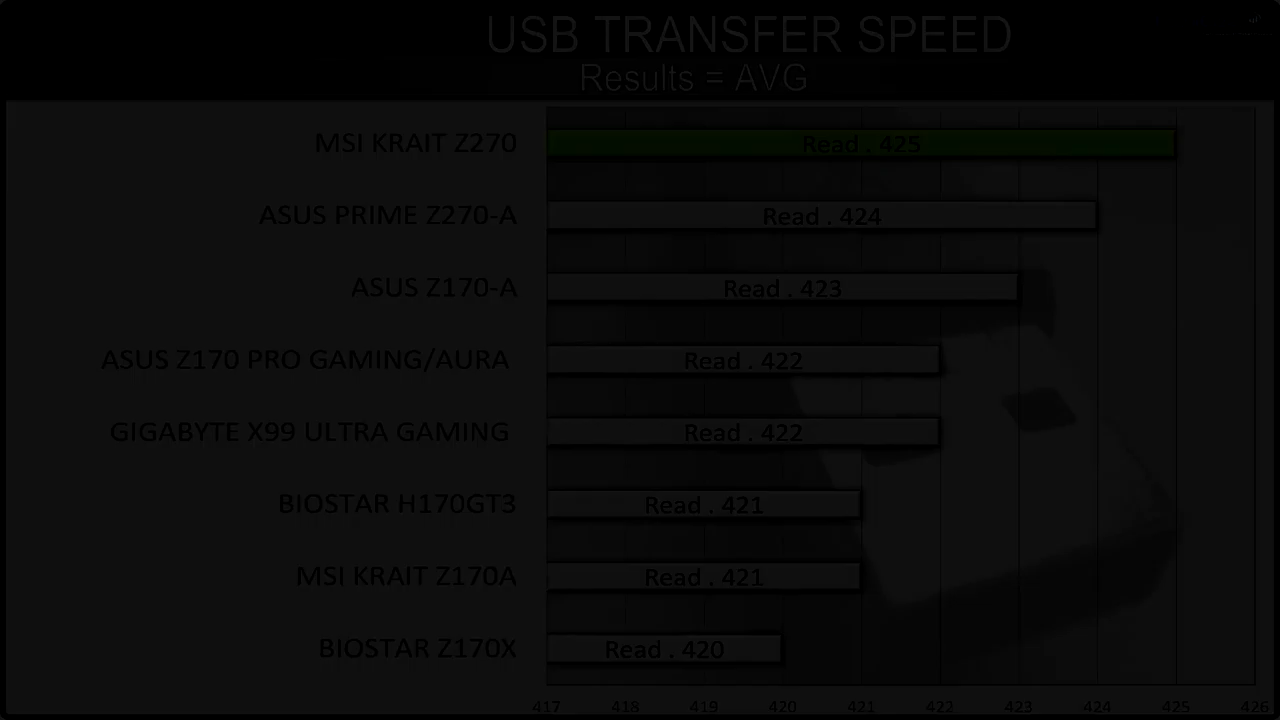 USB TRANSFER SPEED
Results = AVG
MSI KRAIT Z270
Read . 425
ASUS PRIME Z270-A
Read . 424
ASUS Z170-A
Read . 423
ASUS Z170 PRO GAMING/AURA
Read . 422
GIGABYTE X99 ULTRA GAMING
Read . 422
BIOSTAR H170GT3
Read . 421
MSI KRAIT Z170A
Read . 421
BIOSTAR Z170X
Read . 420
417 418 419 420 421 422 423 424 425 426